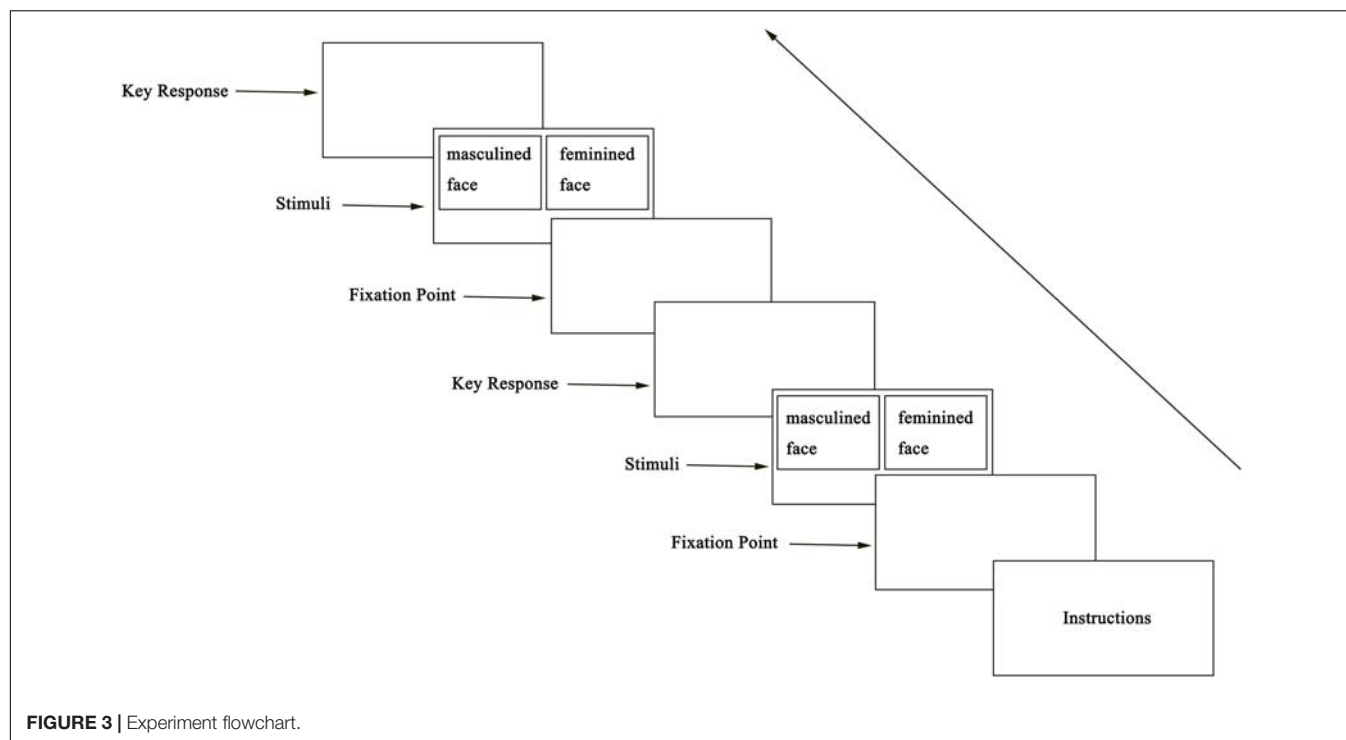 Key Response
masculined
face
feminined
face
Stimuli
Fixation Point
Key Response
masculined
face
feminined
face
Stimuli
Fixation Point
Instructions
FIGURE 3 | Experiment flowchart.